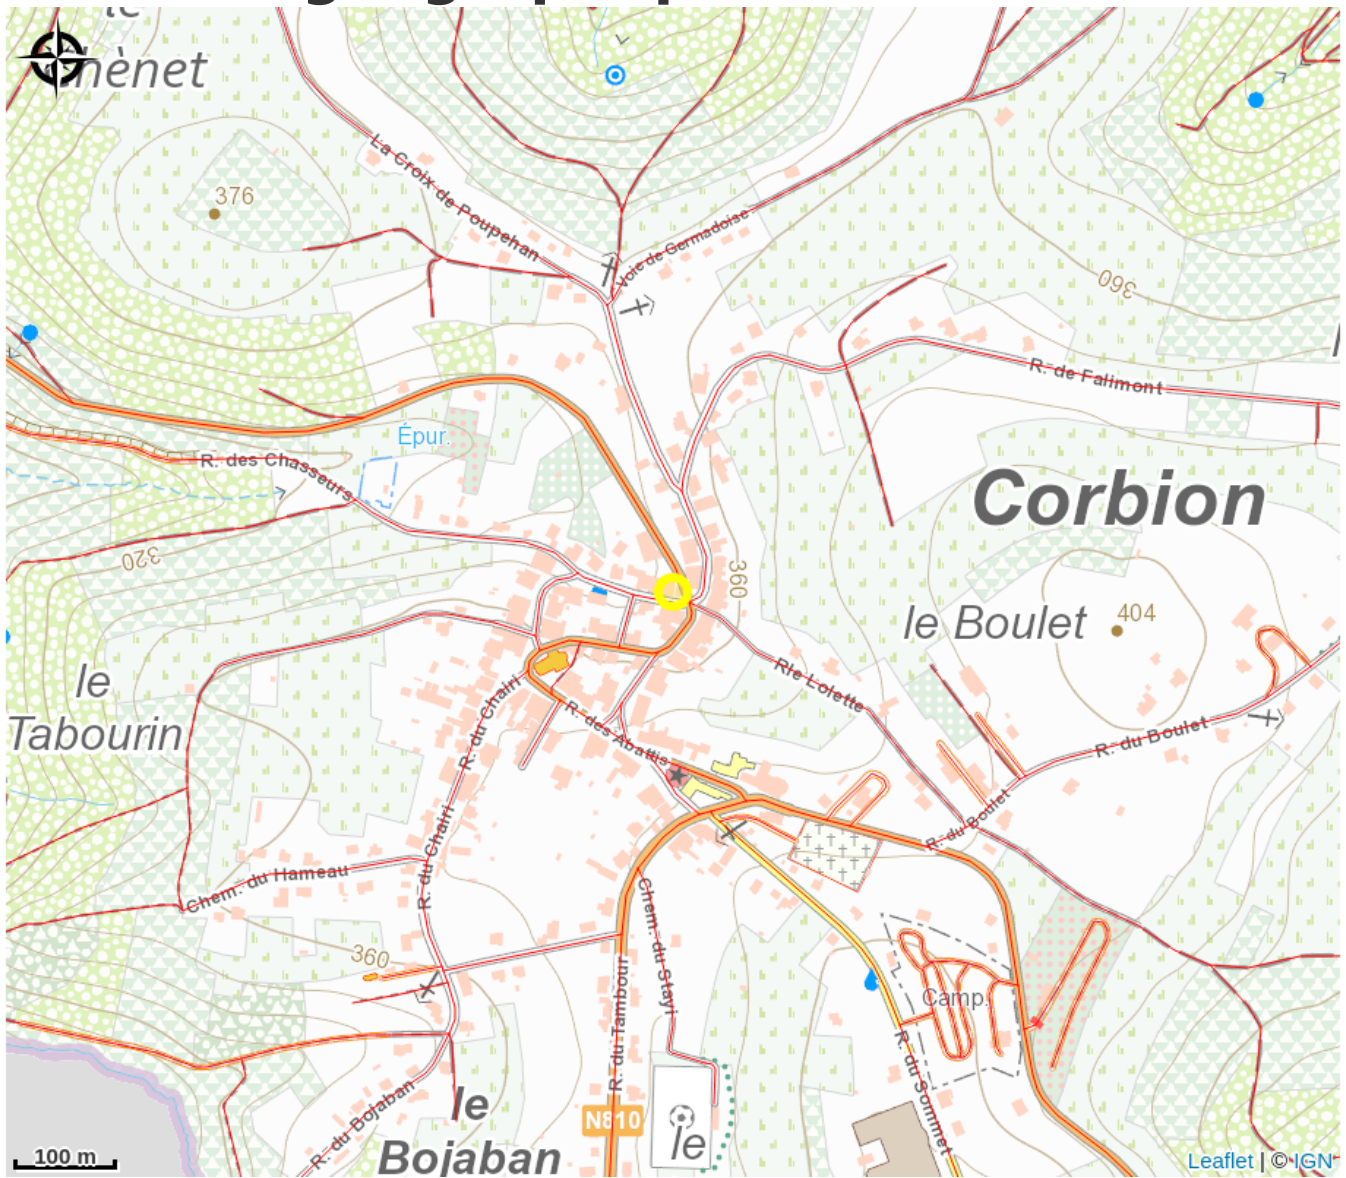 le
Chènet
La Croix de Poupehan
Voie de Germadoise
376
360
R. de Falimont
Épur.
R. des Chasseurs
Corbion
320
360
le Boulet
404
le
Tabourin
Rle Lolette
R. du Chairi
R. des Abattis
R. du Boulet
R. du Boulet
R. du Chairi
Chem. du Hameau
Chem. du Stayi
360
Camp.
R. du Tambour
R. du Sommet
R. du Bojaban
le
Bojaban
N810
le
100 m
Leaflet | © IGN